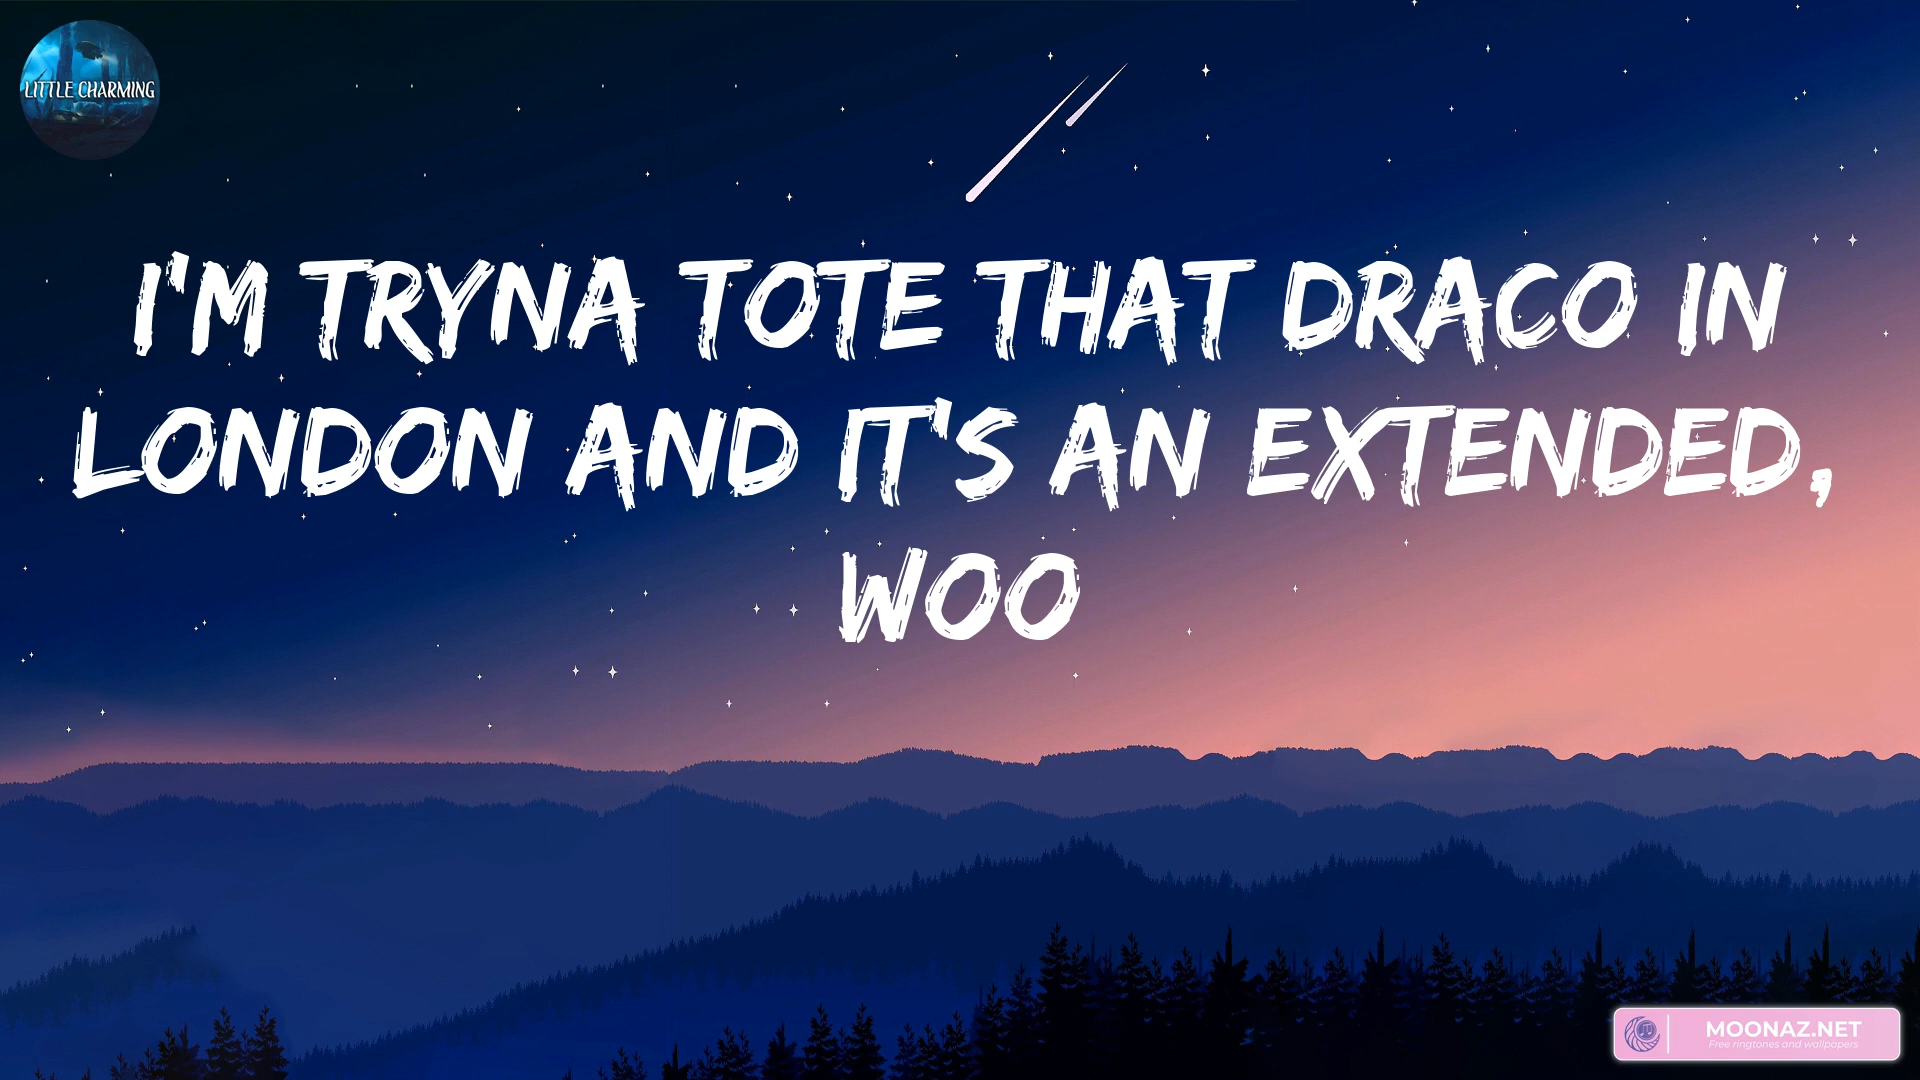 LITTLE CHARMING
I'M TRYNA TOTE THAT DRACO IN
LONDON AND IT'S AN EXTENDED,
WOO
MOONAZ.NET
Free ringtones and wallpapers